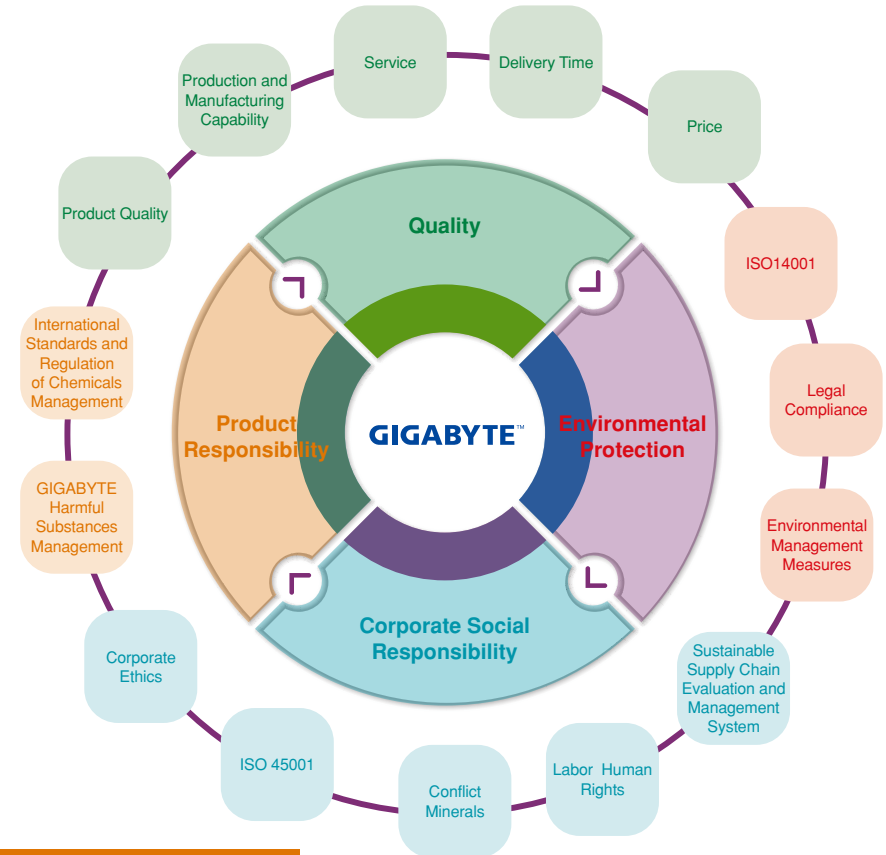 Service
Delivery Time
Production and
Manufacturing
Capability
Price
Product Quality
Quality
ISO14001
International
Standards and
Regulation
of Chemicals
Management
Legal
Compliance
Product
Responsibility
GIGABYTE™
Environmental
Protection
GIGABYTE
Harmful
Substances
Management
Environmental
Management
Measures
Corporate Social
Responsibility
Corporate
Ethics
Sustainable
Supply Chain
Evaluation and
Management
System
ISO 45001
Labor Human
Rights
Conflict
Minerals